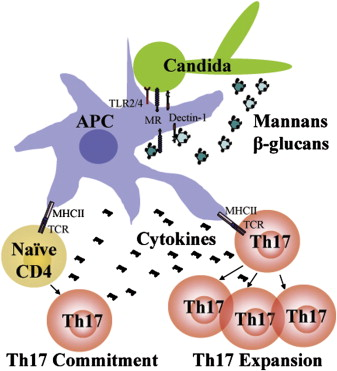 Candida
TLR2/4
APC
MR
Dectin-1
Mannans
β-glucans
MHCII
TCR
MHCII
TCR
Naïve
CD4
Cytokines
Th17
Th17
Th17
Th17
Th17
Th17 Commitment
Th17 Expansion